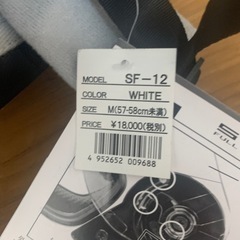 MODEL SF-12
COLOR WHITE
SIZE M(57-58cm未満)
PRICE ¥18,000(税別)
4 952652 009688
FULL